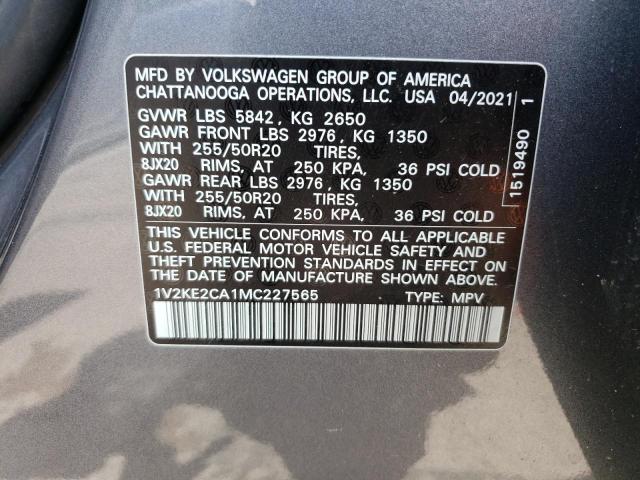 MFD BY VOLKSWAGEN GROUP OF AMERICA
CHATTANOOGA OPERATIONS, LLC. USA 04/2021
GVWR LBS 5842, KG 2650
GAWR FRONT LBS 2976, KG 1350
WITH 255/50R20 TIRES,
8JX20 RIMS, AT 250 KPA, 36 PSI COLD
GAWR REAR LBS 2976, KG 1350
WITH 255/50R20 TIRES,
8JX20 RIMS, AT 250 KPA, 36 PSI COLD
THIS VEHICLE CONFORMS TO ALL APPLICABLE
U.S. FEDERAL MOTOR VEHICLE SAFETY AND
THEFT PREVENTION STANDARDS IN EFFECT ON
THE DATE OF MANUFACTURE SHOWN ABOVE.
1V2KE2CA1MC227565 TYPE: MPV
1519490 1